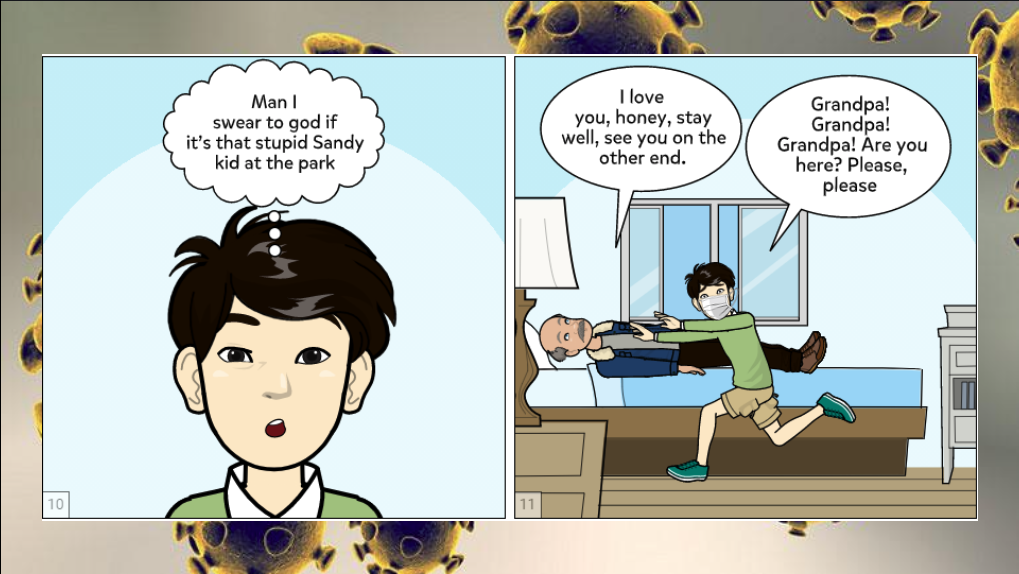 Man I
swear to god if
it's that stupid Sandy
kid at the park
10
I love
you, honey, stay
well, see you on the
other end.
Grandpa!
Grandpa!
Grandpa! Are you
here? Please,
please
11